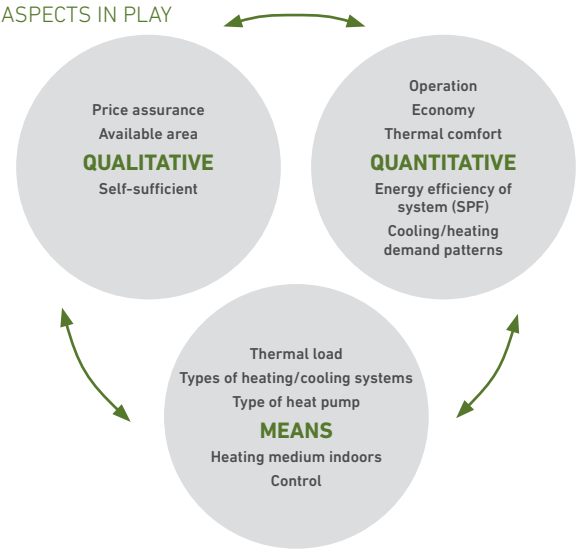 ASPECTS IN PLAY
Price assurance
Available area
QUALITATIVE
Self-sufficient
Operation
Economy
Thermal comfort
QUANTITATIVE
Energy efficiency of
system (SPF)
Cooling/heating
demand patterns
Thermal load
Types of heating/cooling systems
Type of heat pump
MEANS
Heating medium indoors
Control